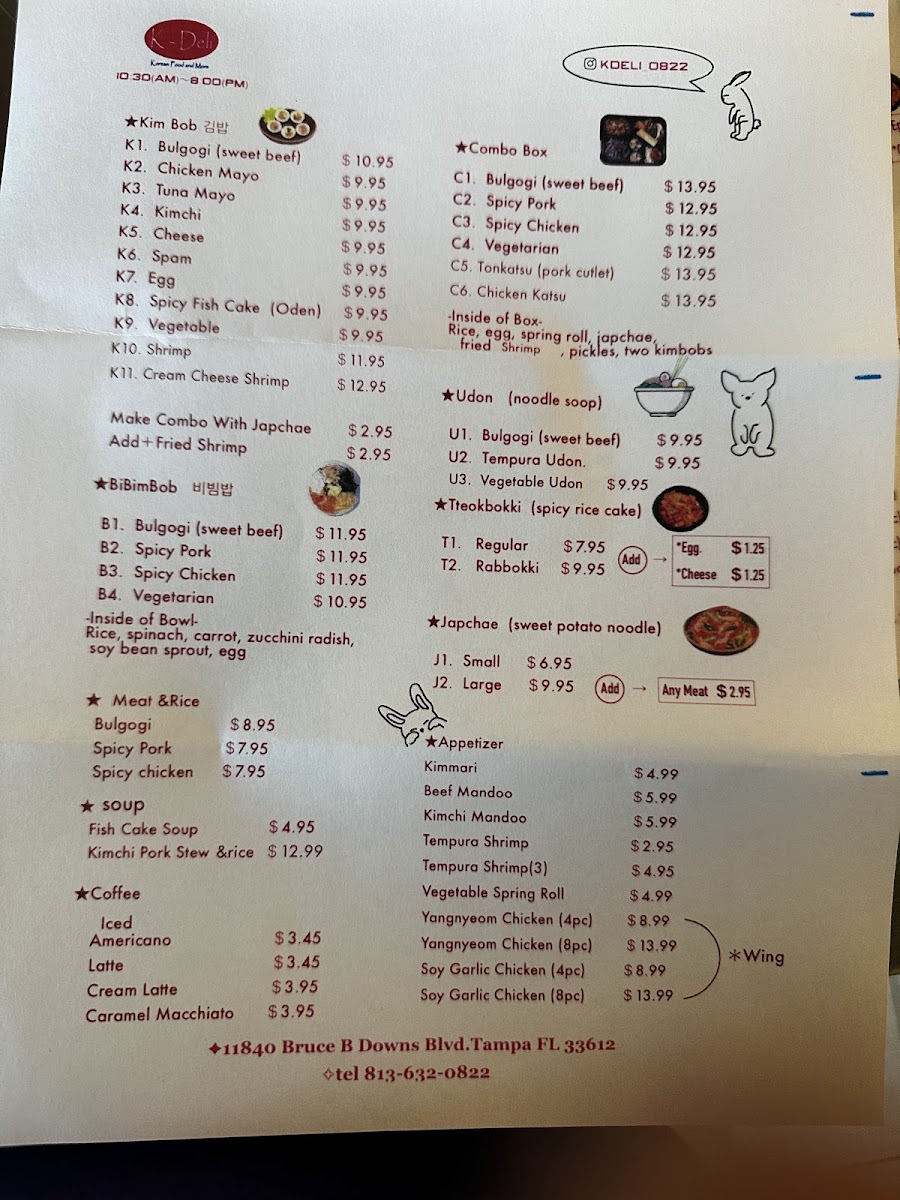 K-Deli
Korean Food and More
10:30(AM)~8:00(PM)
KDELI_0822
★Kim Bob 김밥
K1. Bulgogi (sweet beef) $10.95
K2. Chicken Mayo $9.95
K3. Tuna Mayo $9.95
K4. Kimchi $9.95
K5. Cheese $9.95
K6. Spam $9.95
K7. Egg $9.95
K8. Spicy Fish Cake (Oden) $9.95
K9. Vegetable $9.95
K10. Shrimp $11.95
K11. Cream Cheese Shrimp $12.95
Make Combo With Japchae $2.95
Add+Fried Shrimp $2.95
★BiBimBob 비빔밥
B1. Bulgogi (sweet beef) $11.95
B2. Spicy Pork $11.95
B3. Spicy Chicken $11.95
B4. Vegetarian $10.95
-Inside of Bowl-
Rice, spinach, carrot, zucchini radish,
soy bean sprout, egg
★ Meat &Rice
Bulgogi $8.95
Spicy Pork $7.95
Spicy chicken $7.95
★ soup
Fish Cake Soup $4.95
Kimchi Pork Stew &rice $12.99
★Coffee
Iced
Americano $3.45
Latte $3.45
Cream Latte $3.95
Caramel Macchiato $3.95
★Combo Box
C1. Bulgogi (sweet beef) $13.95
C2. Spicy Pork $12.95
C3. Spicy Chicken $12.95
C4. Vegetarian $12.95
C5. Tonkatsu (pork cutlet) $13.95
C6. Chicken Katsu $13.95
-Inside of Box-
Rice, egg, spring roll, japchae,
fried Shrimp , pickles, two kimbobs
★Udon (noodle soop)
U1. Bulgogi (sweet beef) $9.95
U2. Tempura Udon. $9.95
U3. Vegetable Udon $9.95
★Tteokbokki (spicy rice cake)
T1. Regular $7.95
T2. Rabbokki $9.95
Add →
*Egg. $1.25
*Cheese $1.25
★Japchae (sweet potato noodle)
J1. Small $6.95
J2. Large $9.95 Add → Any Meat $2.95
★Appetizer
Kimmari $4.99
Beef Mandoo $5.99
Kimchi Mandoo $5.99
Tempura Shrimp $2.95
Tempura Shrimp(3) $4.95
Vegetable Spring Roll $4.99
Yangnyeom Chicken (4pc) $8.99
Yangnyeom Chicken (8pc) $13.99
Soy Garlic Chicken (4pc) $8.99
Soy Garlic Chicken (8pc) $13.99
*Wing
✦11840 Bruce B Downs Blvd.Tampa FL 33612
✧tel 813-632-0822